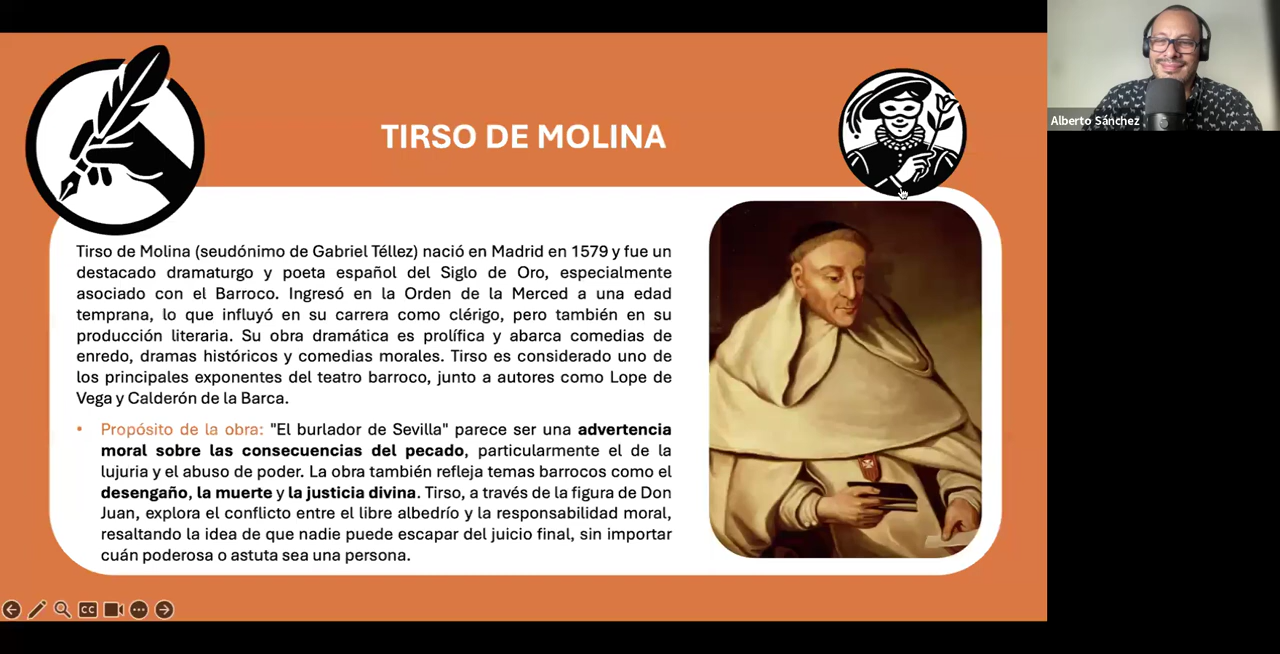 TIRSO DE MOLINA
Alberto Sánchez
Tirso de Molina (seudónimo de Gabriel Téllez) nació en Madrid en 1579 y fue un
destacado dramaturgo y poeta español del Siglo de Oro, especialmente
asociado con el Barroco. Ingresó en la Orden de la Merced a una edad
temprana, lo que influyó en su carrera como clérigo, pero también en su
producción literaria. Su obra dramática es prolífica y abarca comedias de
enredo, dramas históricos y comedias morales. Tirso es considerado uno de
los principales exponentes del teatro barroco, junto a autores como Lope de
Vega y Calderón de la Barca.
• Propósito de la obra: "El burlador de Sevilla" parece ser una advertencia
moral sobre las consecuencias del pecado, particularmente el de la
lujuria y el abuso de poder. La obra también refleja temas barrocos como el
desengaño, la muerte y la justicia divina. Tirso, a través de la figura de Don
Juan, explora el conflicto entre el libre albedrío y la responsabilidad moral,
resaltando la idea de que nadie puede escapar del juicio final, sin importar
cuán poderosa o astuta sea una persona.
CC